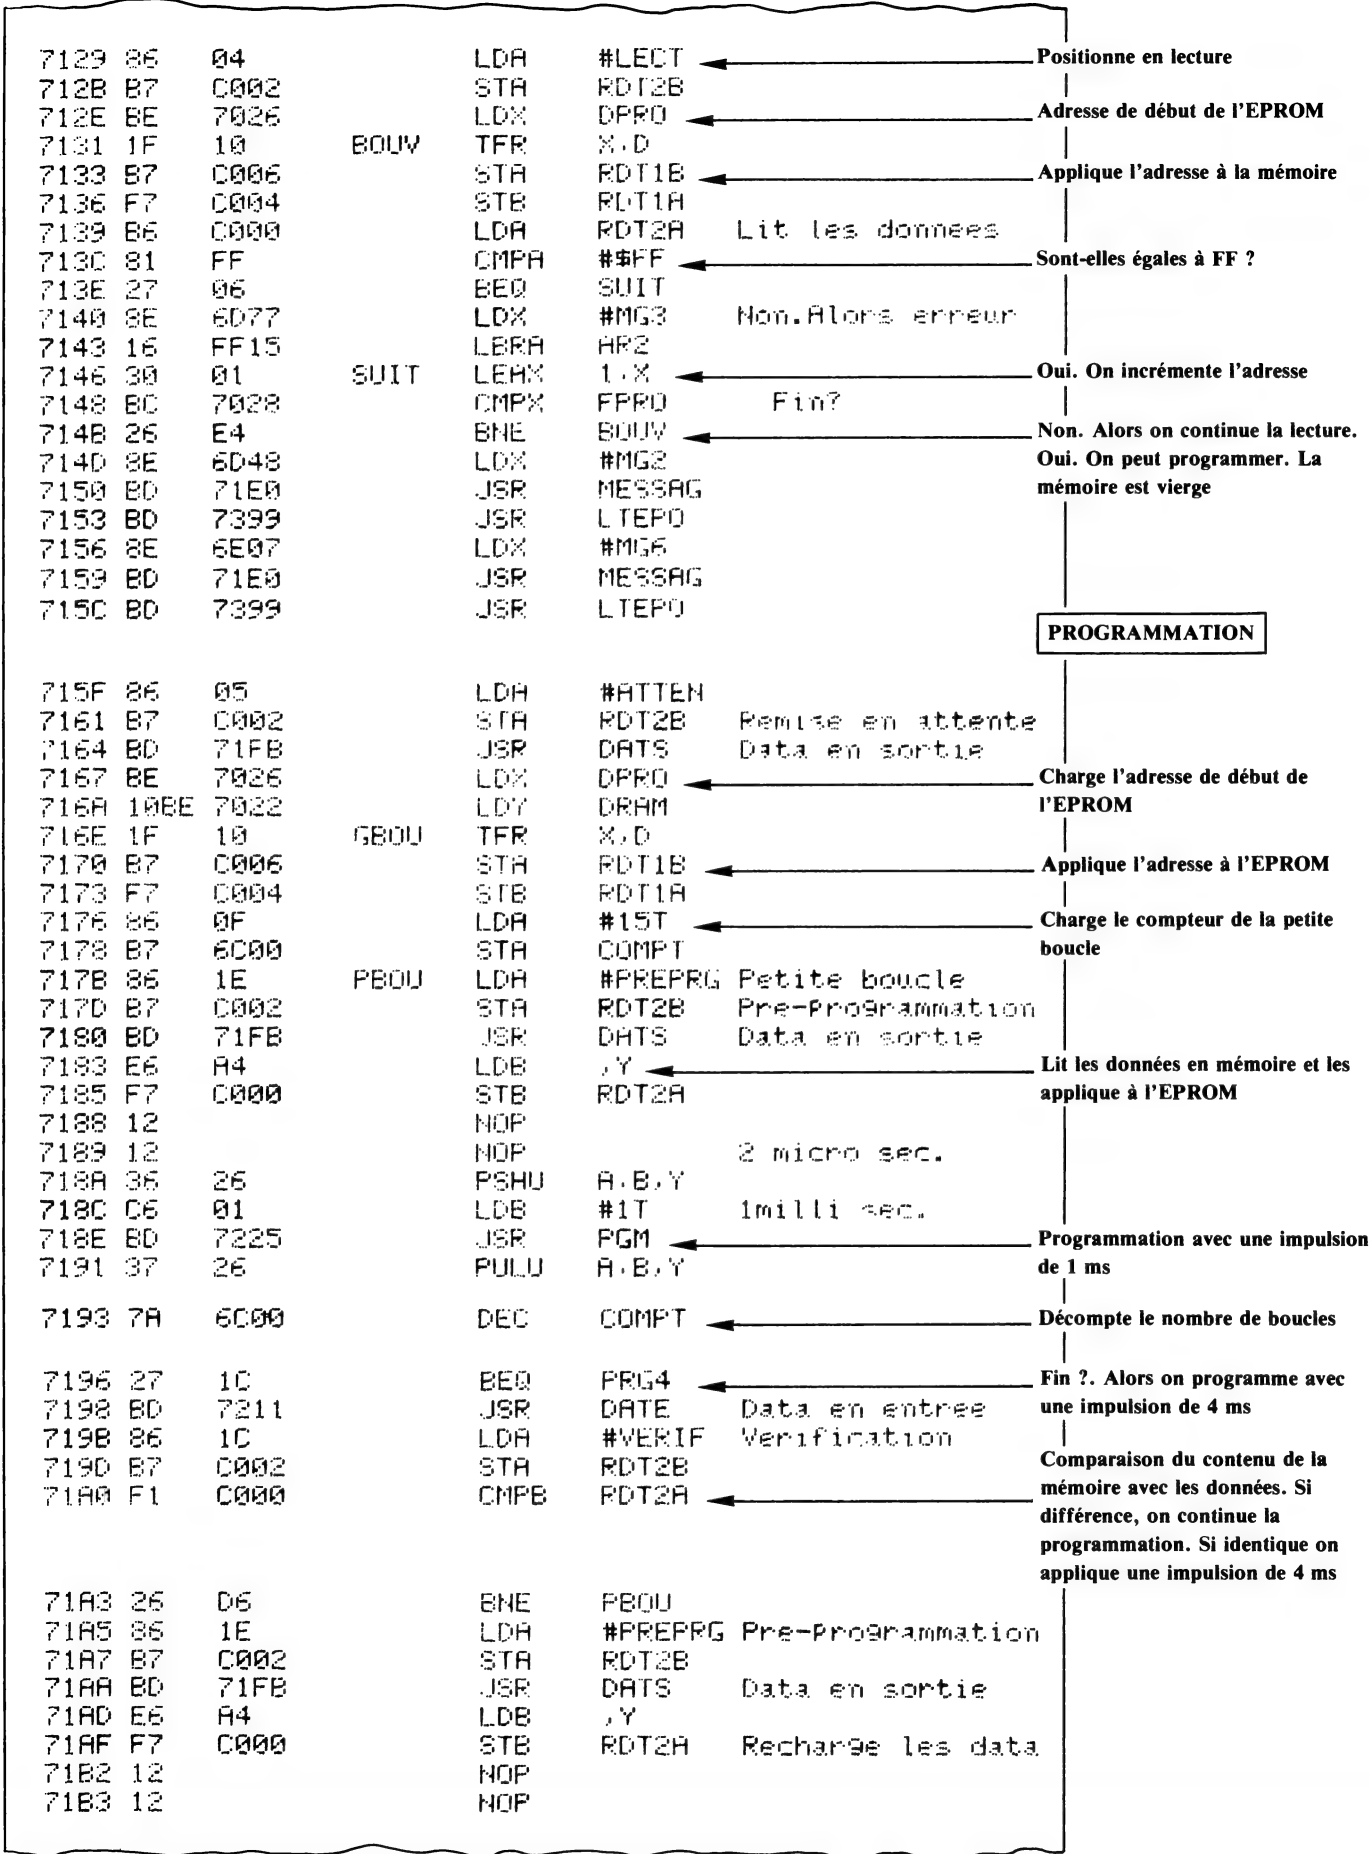 7129 86 04 LDA #LECT Positionne en lecture
712B B7 C002 STA RDT2B
712E BE 7026 LDX DPRO Adresse de début de l'EPROM
7131 1F 10 BOUV TFR X,D
7133 B7 C006 STA RDT1B Applique l'adresse à la mémoire
7136 F7 C004 STB RDT1A
7139 B6 C000 LDA RDT2A Lit les donnees
713C 81 FF CMPA #$FF Sont-elles égales à FF ?
713E 27 06 BEQ SUIT
7140 8E 6D77 LDX #MG3 Non.Alors erreur
7143 16 FF15 LBRA AR2
7146 30 01 SUIT LEAX 1,X Oui. On incrémente l'adresse
7148 BC 7028 CMPX FPRO Fin?
714B 26 E4 BNE BOUV Non. Alors on continue la lecture.
714D 8E 6D48 LDX #MG2 Oui. On peut programmer. La
7150 BD 71E0 JSR MESSAG mémoire est vierge
7153 BD 7399 JSR LTEPO
7156 8E 6E07 LDX #MG6
7159 BD 71E0 JSR MESSAG
715C BD 7399 JSR LTEPO
PROGRAMMATION
715F 86 05 LDA #ATTEN
7161 B7 C002 STA RDT2B Remise en attente
7164 BD 71FB JSR DATS Data en sortie
7167 BE 7026 LDX DPRO Charge l'adresse de début de
716A 10BE 7022 LDY DRAM l'EPROM
716E 1F 10 GBOU TFR X,D
7170 B7 C006 STA RDT1B Applique l'adresse à l'EPROM
7173 F7 C004 STB RDT1A
7176 86 0F LDA #15T Charge le compteur de la petite
7178 B7 6C00 STA COMPT boucle
717B 86 1E PBOU LDA #PREPRG Petite boucle
717D B7 C002 STA RDT2B Pre-Programmation
7180 BD 71FB JSR DATS Data en sortie
7183 E6 A4 LDB ,Y Lit les données en mémoire et les
7185 F7 C000 STB RDT2A applique à l'EPROM
7188 12 NOP
7189 12 NOP 2 micro sec.
718A 36 26 PSHU A,B,Y
718C C6 01 LDB #1T 1milli sec.
718E BD 7225 JSR PGM Programmation avec une impulsion
7191 37 26 PULU A,B,Y de 1 ms
7193 7A 6C00 DEC COMPT Décompte le nombre de boucles
7196 27 1C BEQ PRG4 Fin ?. Alors on programme avec
7198 BD 7211 JSR DATE Data en entree une impulsion de 4 ms
719B 86 1C LDA #VERIF Verification
719D B7 C002 STA RDT2B Comparaison du contenu de la
71A0 F1 C000 CMPB RDT2A mémoire avec les données. Si
différence, on continue la
programmation. Si identique on
applique une impulsion de 4 ms
71A3 26 D6 BNE PBOU
71A5 86 1E LDA #PREPRG Pre-Programmation
71A7 B7 C002 STA RDT2B
71AA BD 71FB JSR DATS Data en sortie
71AD E6 A4 LDB ,Y
71AF F7 C000 STB RDT2A Recharge les data
71B2 12 NOP
71B3 12 NOP